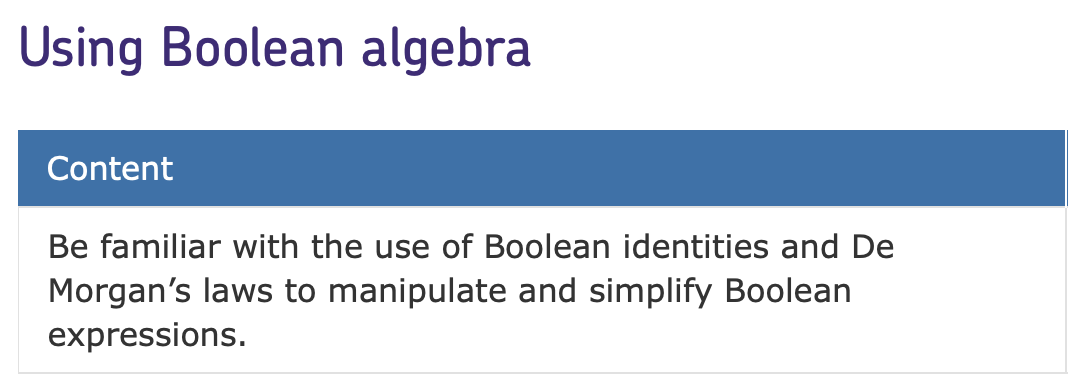 Using Boolean algebra
Content
Be familiar with the use of Boolean identities and De
Morgan’s laws to manipulate and simplify Boolean
expressions.